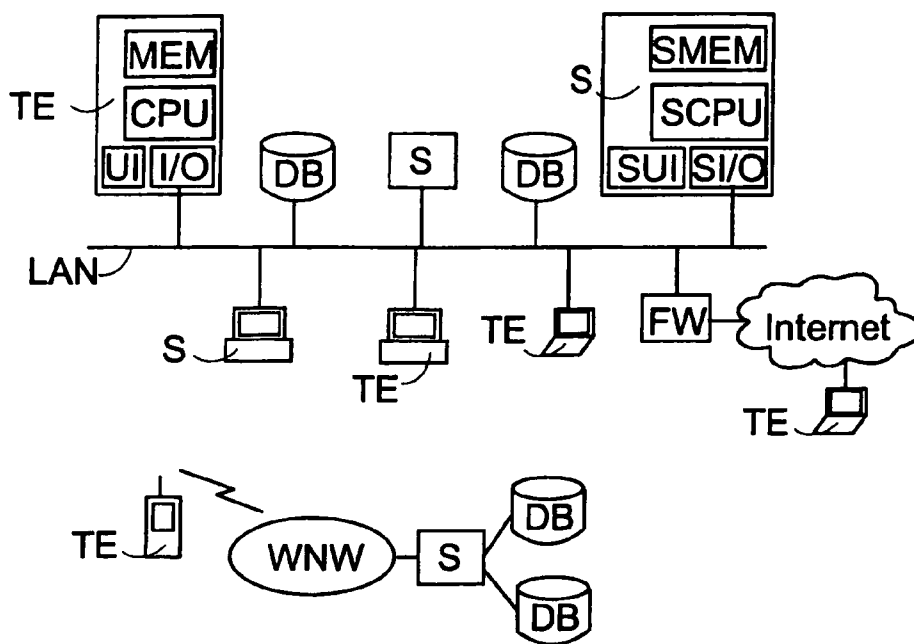 MEM
SMEM
TE
S
CPU
SCPU
UI I/O
DB
S
DB
SUI SI/O
LAN
S
TE
TE
FW
Internet
TE
TE
WNW
S
DB
DB